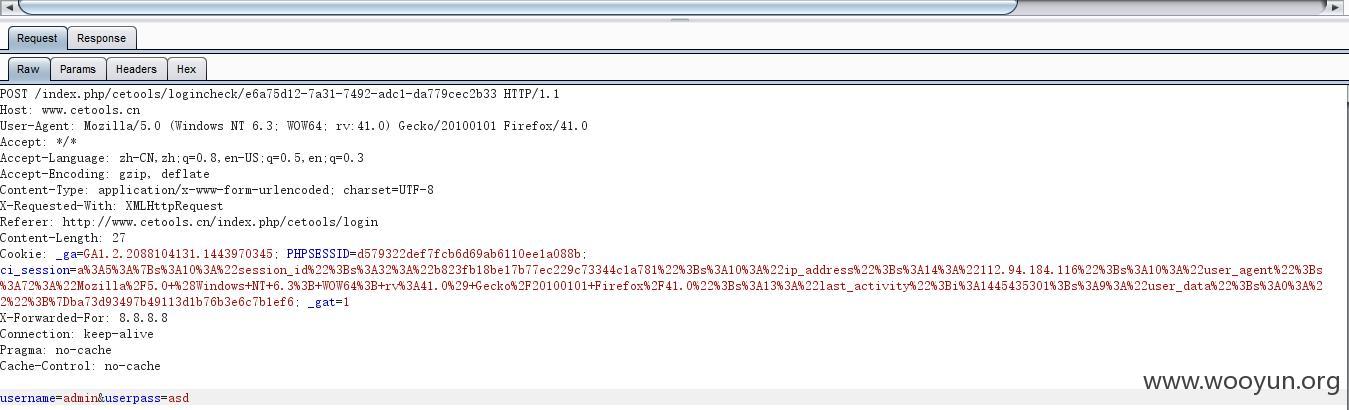 Request Response
Raw Params Headers Hex
POST /index.php/cetools/logincheck/e6a75d12-7a31-7492-adc1-da779cec2b33 HTTP/1.1
Host: www.cetools.cn
User-Agent: Mozilla/5.0 (Windows NT 6.3; WOW64; rv:41.0) Gecko/20100101 Firefox/41.0
Accept: */*
Accept-Language: zh-CN,zh;q=0.8,en-US;q=0.5,en;q=0.3
Accept-Encoding: gzip, deflate
Content-Type: application/x-www-form-urlencoded; charset=UTF-8
X-Requested-With: XMLHttpRequest
Referer: http://www.cetools.cn/index.php/cetools/login
Content-Length: 27
Cookie: _ga=GA1.2.2088104131.1443970345; PHPSESSID=d579322def7fcb6d69ab6110ee1a088b;
ci_session=a%3A5%3A%7Bs%3A10%3A%22session_id%22%3Bs%3A32%3A%22b823fb18be17b77ec229c73344c1a781%22%3Bs%3A10%3A%22ip_address%22%3Bs%3A14%3A%22112.94.184.116%22%3Bs%3A10%3A%22user_agent%22%3Bs
%3A72%3A%22Mozilla%2F5.0+%28Windows+NT+6.3%3B+WOW64%3B+rv%3A41.0%29+Gecko%2F20100101+Firefox%2F41.0%22%3Bs%3A13%3A%22last_activity%22%3Bi%3A1445435301%3Bs%3A9%3A%22user_data%22%3Bs%3A0%3A%2
2%22%3B%7Dba73d93497b49113d1b76b3e6c7b1ef6; _gat=1
X-Forwarded-For: 8.8.8.8
Connection: keep-alive
Pragma: no-cache
Cache-Control: no-cache
www.wooyun.org
username=admin&userpass=asd